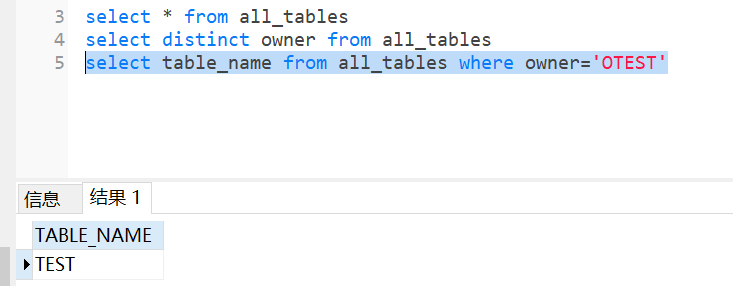 3 select * from all_tables
4 select distinct owner from all_tables
5 select table_name from all_tables where owner='OTEST'
信息 结果 1
TABLE_NAME
TEST